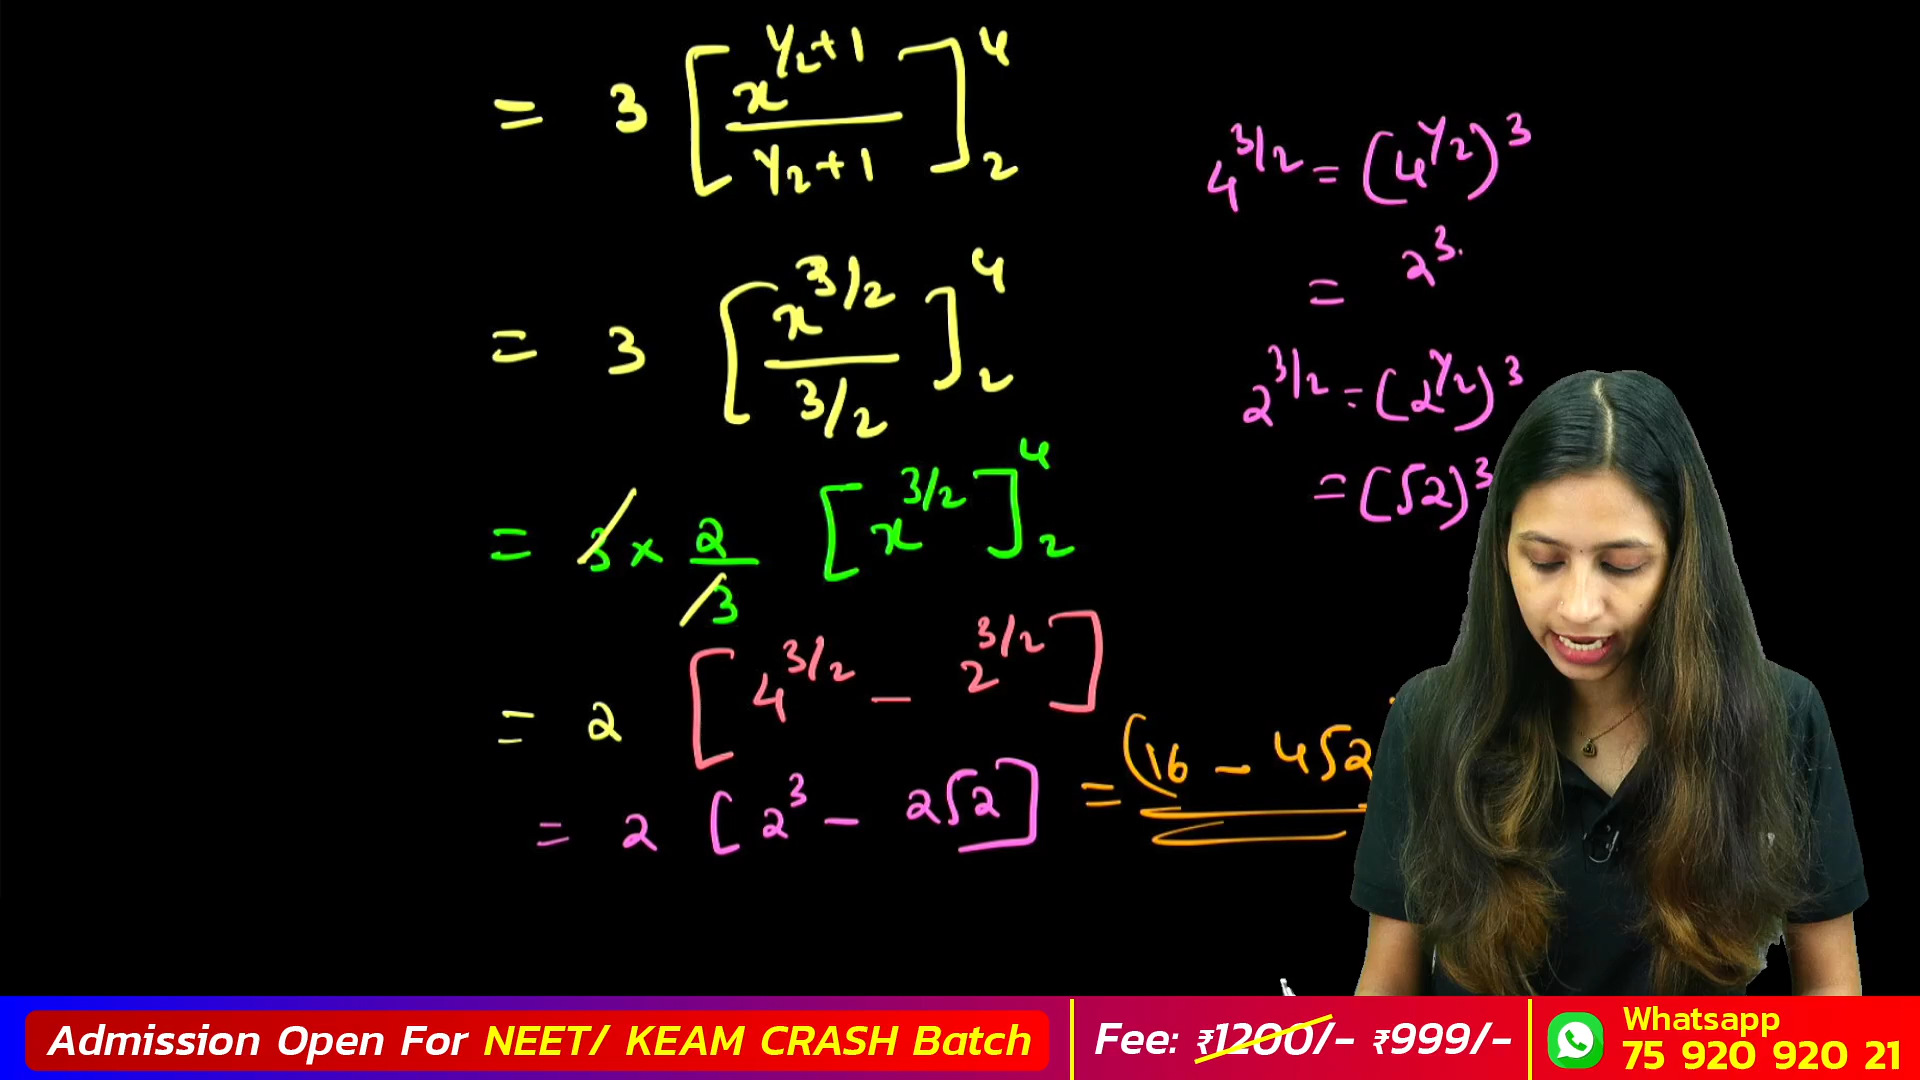 = 3 [x^(1/2+1) / (1/2+1)]₂⁴
= 3 [x^(3/2) / (3/2)]₂⁴
= 3 × 2/3 [x^(3/2)]₂⁴
= 2 [4^(3/2) − 2^(3/2)]
= 2 [2³ − 2√2] = (16 − 4√2
4^(3/2) = (4^(1/2))³
= 2³
2^(3/2) = (2^(1/2))³
= (√2)³
Admission Open For NEET/ KEAM CRASH Batch
Fee: ₹1200/- ₹999/-
Whatsapp
75 920 920 21